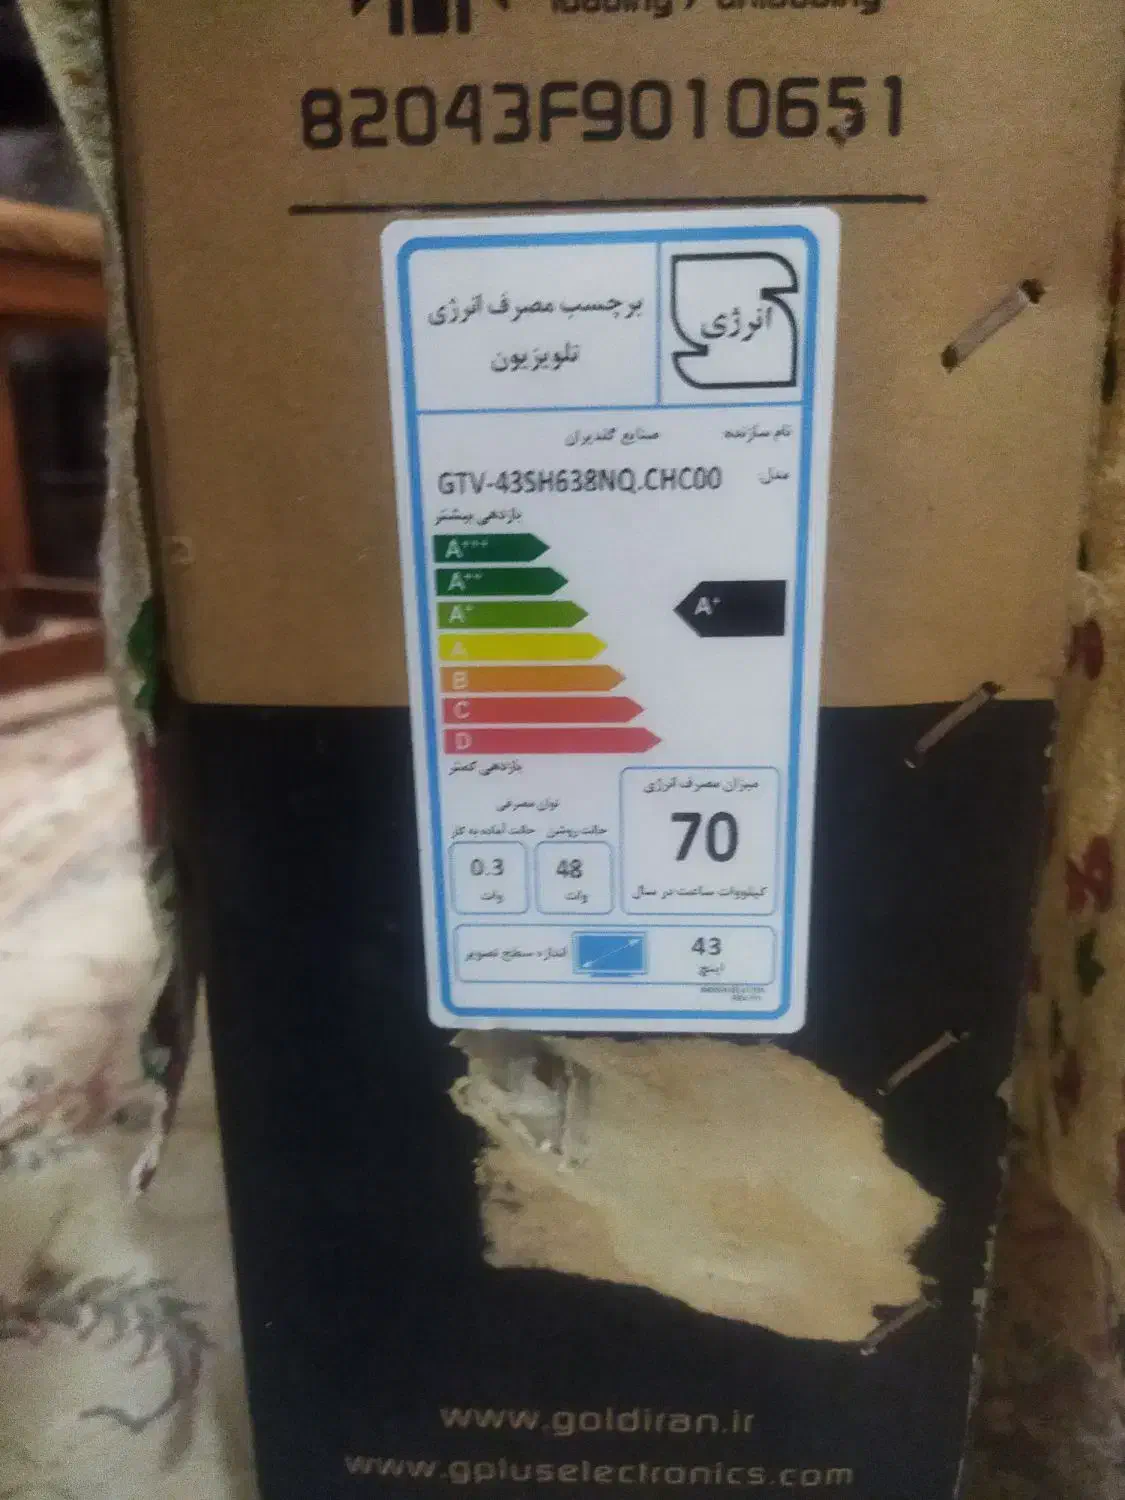 loading / unloading
82043F9010651
برچسب مصرف انرژی
تلویزیون
انرژی
نام سازنده: صنایع گلدیران
مدل: GTV-43SH638NQ.CHC00
بازدهی بیشتر
A+++
A++
A+
A+
A
B
C
D
بازدهی کمتر
میزان مصرف انرژی
70
کیلووات ساعت در سال
توان مصرفی
حالت روشن
48
وات
حالت آماده به کار
0.3
وات
43
اینچ
اندازه سطح تصویر
www.goldiran.ir
www.gpluselectronics.com